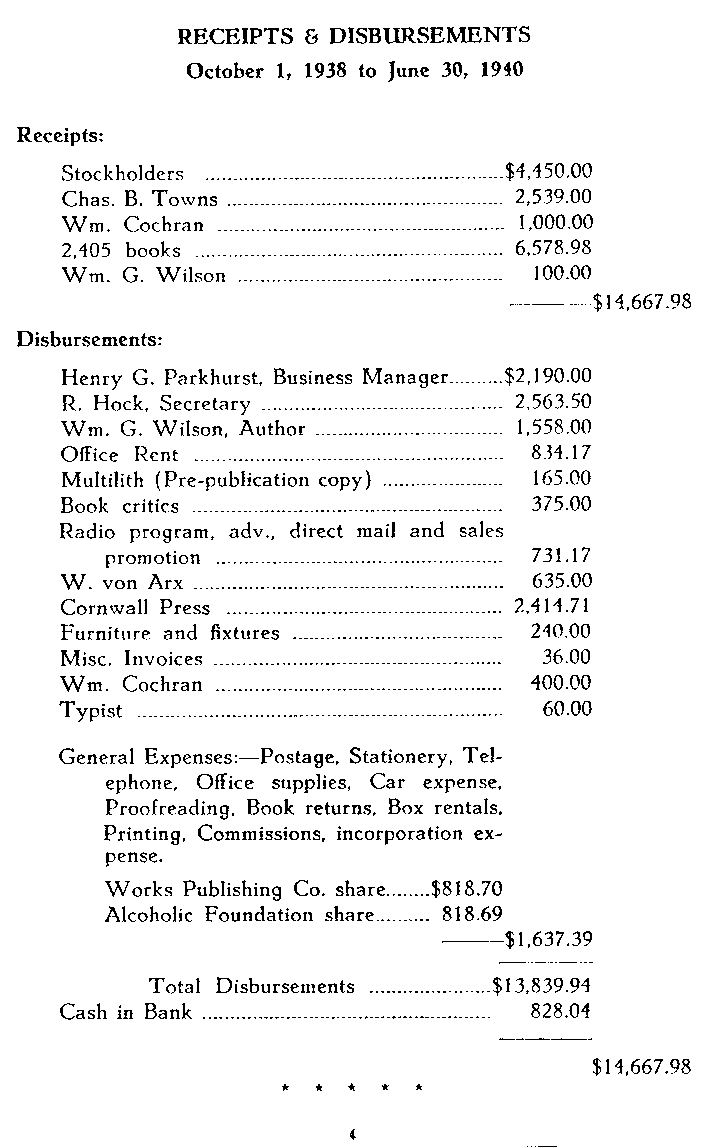 RECEIPTS & DISBURSEMENTS
October 1, 1938 to June 30, 1940
Receipts:
Stockholders ........ $4,450.00
Chas. B. Towns ........ 2,539.00
Wm. Cochran ........ 1,000.00
2,405 books ........ 6,578.98
Wm. G. Wilson ........ 100.00
$14,667.98
Disbursements:
Henry G. Parkhurst, Business Manager ........ $2,190.00
R. Hock, Secretary ........ 2,563.50
Wm. G. Wilson, Author ........ 1,558.00
Office Rent ........ 834.17
Multilith (Pre-publication copy) ........ 165.00
Book critics ........ 375.00
Radio program, adv., direct mail and sales
promotion ........ 731.17
W. von Arx ........ 635.00
Cornwall Press ........ 2,414.71
Furniture and fixtures ........ 240.00
Misc. Invoices ........ 36.00
Wm. Cochran ........ 400.00
Typist ........ 60.00
General Expenses:—Postage, Stationery, Tel-
ephone, Office supplies, Car expense,
Proofreading, Book returns, Box rentals,
Printing, Commissions, incorporation ex-
pense.
Works Publishing Co. share ........ $818.70
Alcoholic Foundation share ........ 818.69
$1,637.39
Total Disbursements ........ $13,839.94
Cash in Bank ........ 828.04
$14,667.98
* * * * *
4